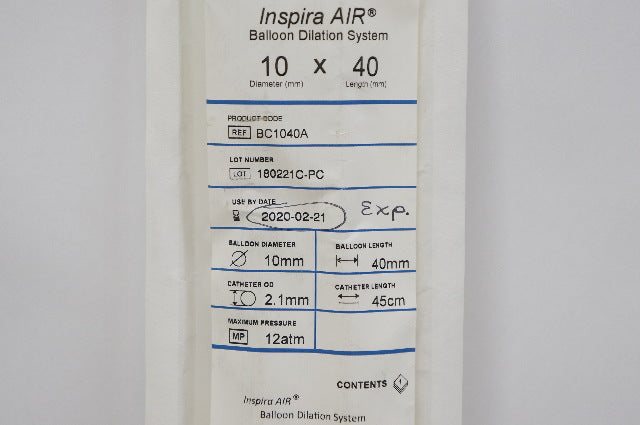 Inspira AIR®
Balloon Dilation System
10 x 40
Diameter (mm) Length (mm)
PRODUCT CODE
REF BC1040A
LOT NUMBER
LOT 180221C-PC
USE BY DATE
2020-02-21 Exp.
BALLOON DIAMETER BALLOON LENGTH
10mm 40mm
CATHETER OD CATHETER LENGTH
2.1mm 45cm
MAXIMUM PRESSURE
MP 12atm
CONTENTS 1
Inspira AIR®
Balloon Dilation System